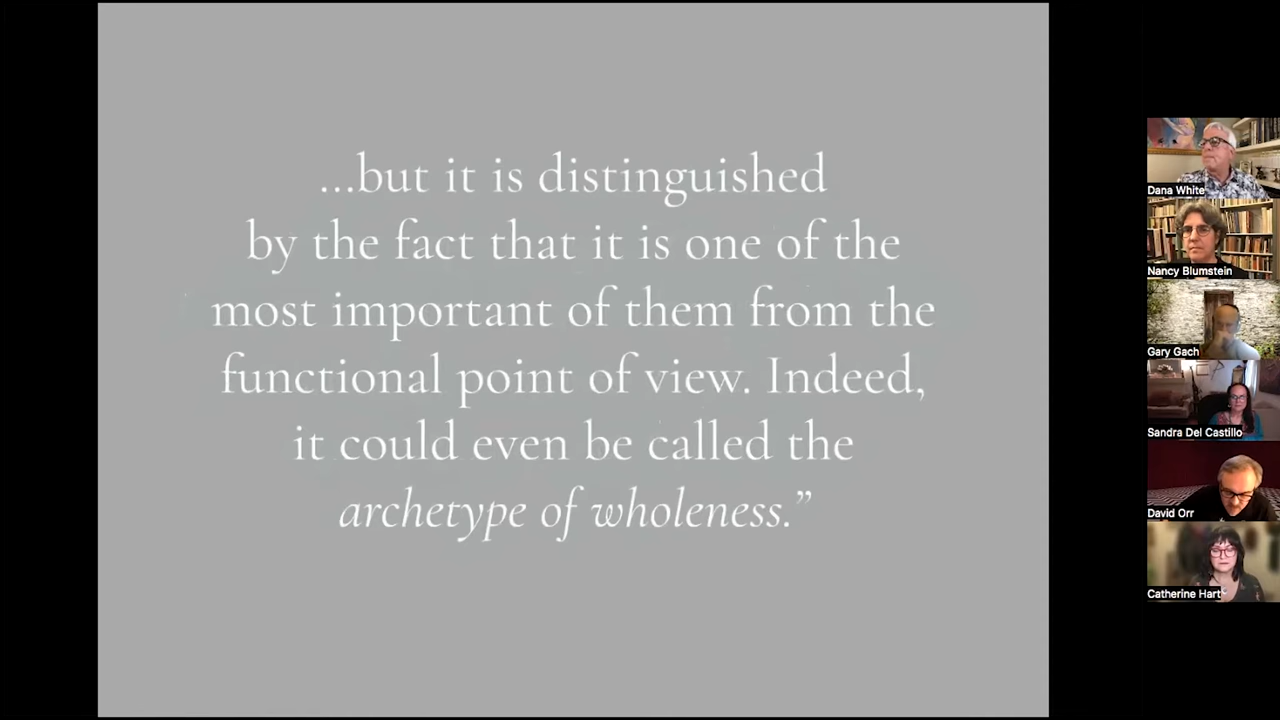 ...but it is distinguished
by the fact that it is one of the
most important of them from the
functional point of view. Indeed,
it could even be called the
archetype of wholeness.”
Dana White
Nancy Blumstein
Gary Gach
Sandra Del Castillo
David Orr
Catherine Hart